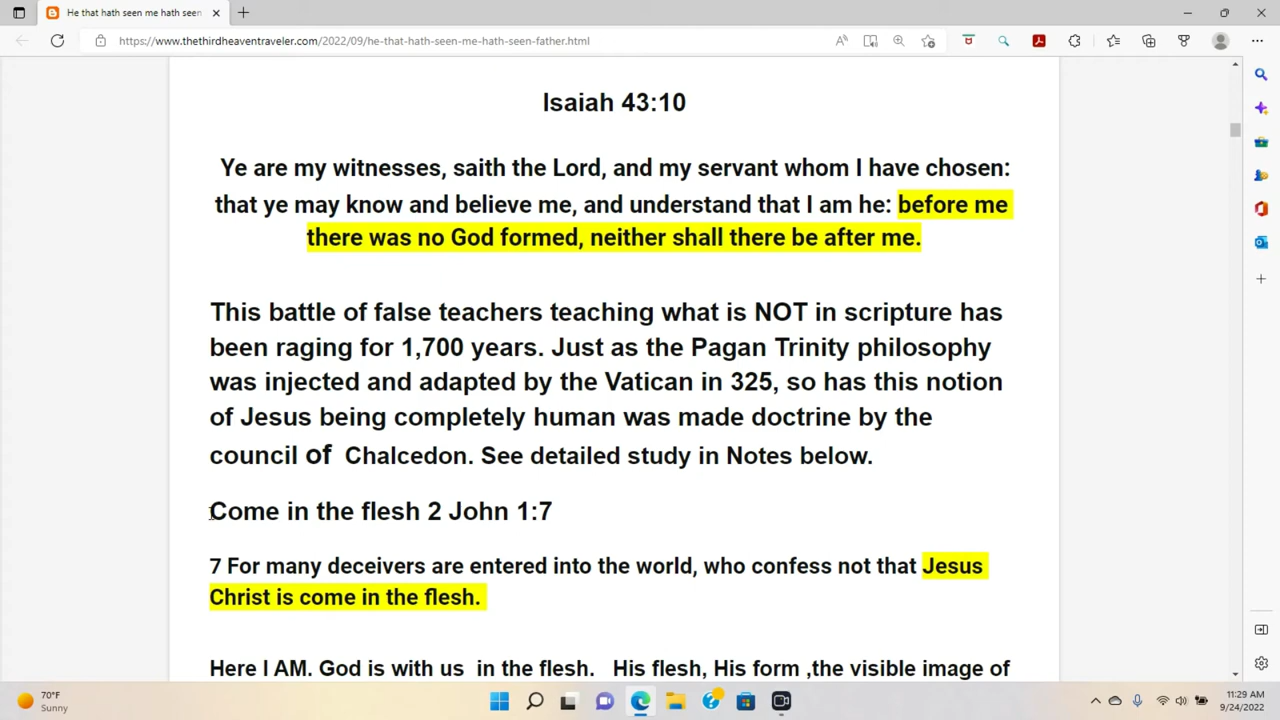 He that hath seen me hath seen
https://www.thethirdheaventraveler.com/2022/09/he-that-hath-seen-me-hath-seen-father.html
Isaiah 43:10
Ye are my witnesses, saith the Lord, and my servant whom I have chosen:
that ye may know and believe me, and understand that I am he: before me
there was no God formed, neither shall there be after me.
This battle of false teachers teaching what is NOT in scripture has
been raging for 1,700 years. Just as the Pagan Trinity philosophy
was injected and adapted by the Vatican in 325, so has this notion
of Jesus being completely human was made doctrine by the
council of Chalcedon. See detailed study in Notes below.
Come in the flesh 2 John 1:7
7 For many deceivers are entered into the world, who confess not that Jesus
Christ is come in the flesh.
Here I AM. God is with us in the flesh. His flesh, His form ,the visible image of
70°F
Sunny
11:29 AM
9/24/2022